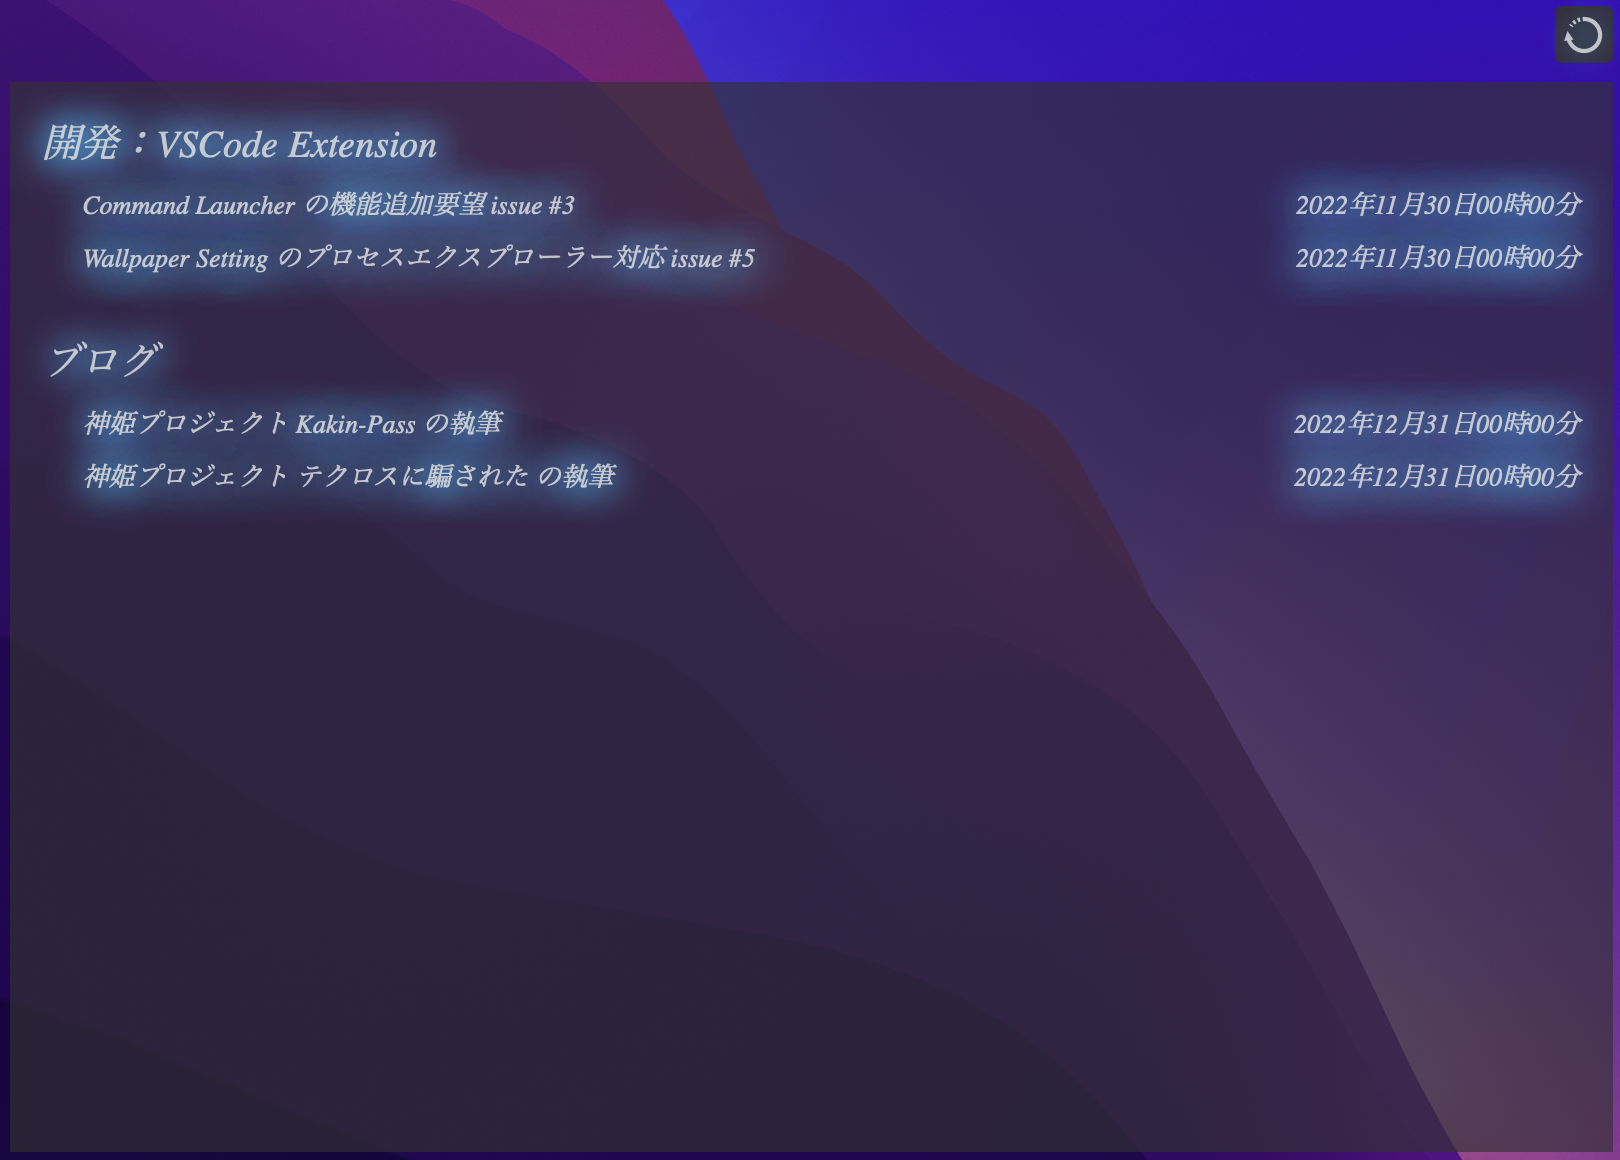 開発：VSCode Extension
Command Launcher の機能追加要望 issue #3 2022年11月30日00時00分
Wallpaper Setting のプロセスエクスプローラー対応 issue #5 2022年11月30日00時00分
ブログ
神姫プロジェクト Kakin-Pass の執筆 2022年12月31日00時00分
神姫プロジェクト テクロスに騙された の執筆 2022年12月31日00時00分